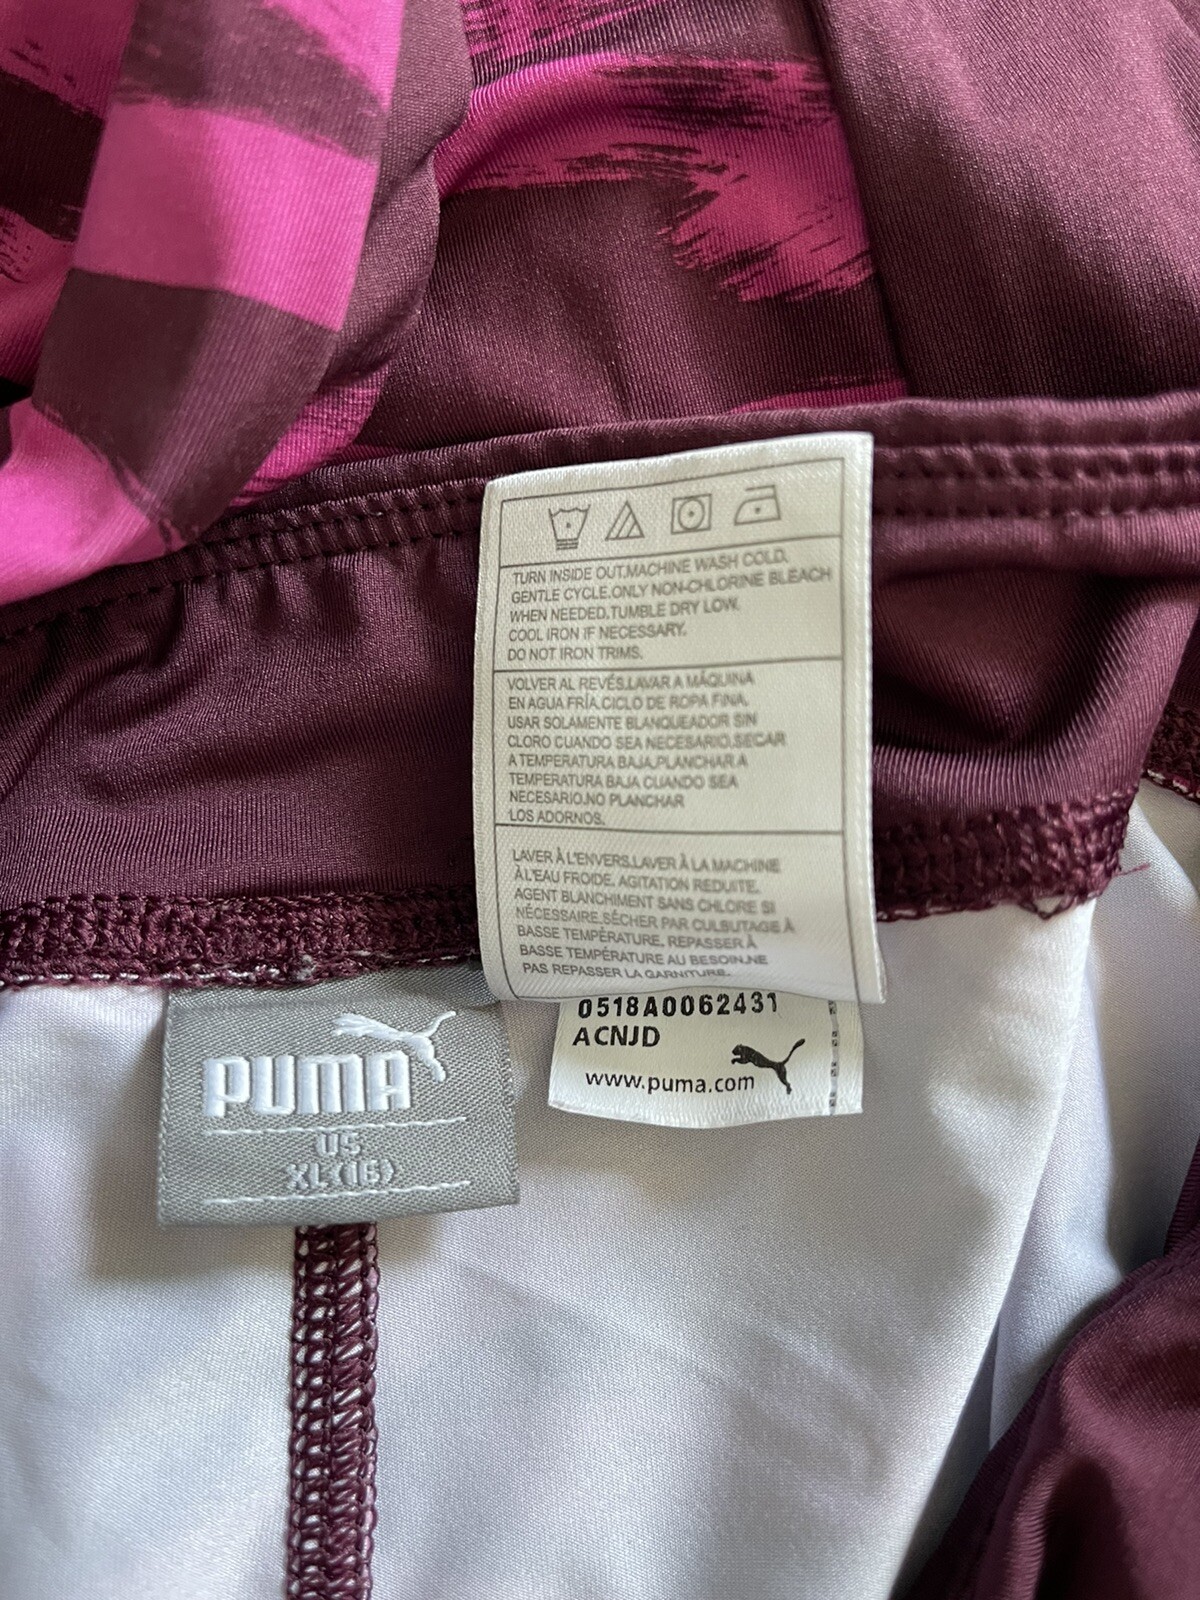 TURN INSIDE OUT.MACHINE WASH COLD,
GENTLE CYCLE.ONLY NON-CHLORINE BLEACH
WHEN NEEDED.TUMBLE DRY LOW.
COOL IRON IF NECESSARY.
DO NOT IRON TRIMS.
VOLVER AL REVÉS.LAVAR A MÁQUINA
EN AGUA FRÍA.CICLO DE ROPA FINA.
USAR SOLAMENTE BLANQUEADOR SIN
CLORO CUANDO SEA NECESARIO.SECAR
A TEMPERATURA BAJA.PLANCHAR A
TEMPERATURA BAJA CUANDO SEA
NECESARIO.NO PLANCHAR
LOS ADORNOS.
LAVER À L'ENVERS.LAVER À LA MACHINE
À L'EAU FROIDE. AGITATION REDUITE.
AGENT BLANCHIMENT SANS CHLORE SI
NÉCESSAIRE.SÈCHER PAR CULBUTAGE À
BASSE TEMPÉRATURE. REPASSER À
BASSE TEMPÉRATURE AU BESOIN.NE
PAS REPASSER LA GARNITURE.
0518A0062431
ACNJD
www.puma.com
PUMA
US
XL(16)